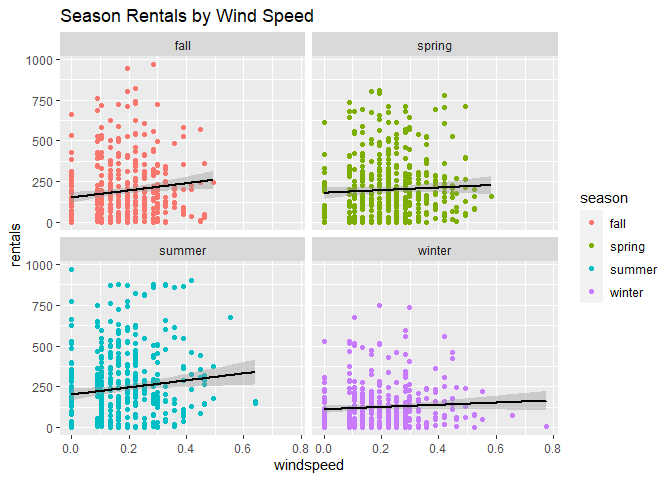 Season Rentals by Wind Speed
fall
spring
1000
750
500
250
0
summer
winter
1000
750
500
250
0
0.0
0.2
0.4
0.6
0.8
0.0
0.2
0.4
0.6
0.8
windspeed
rentals
season
fall
spring
summer
winter